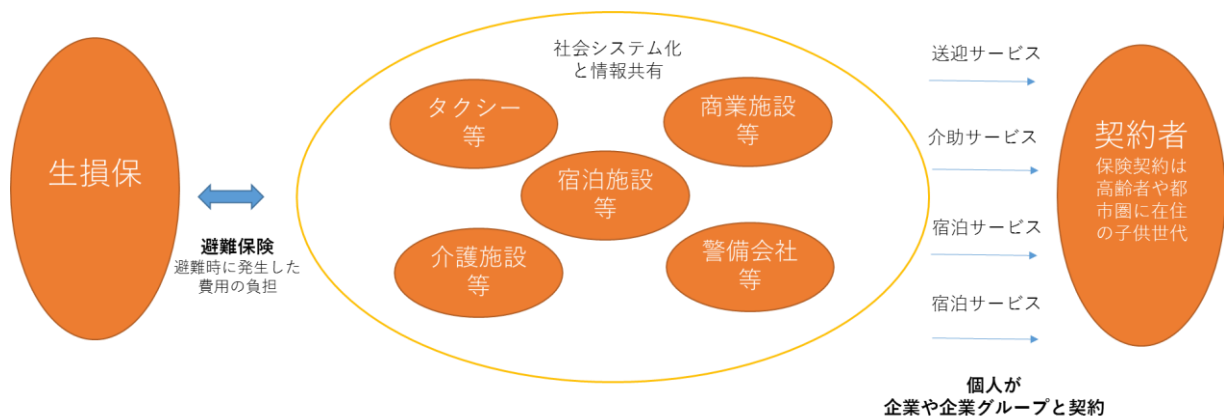 生損保
避難保険
避難時に発生した
費用の負担
社会システム化
と情報共有
タクシー
等
商業施設
等
宿泊施設
等
介護施設
等
警備会社
等
送迎サービス
介助サービス
宿泊サービス
宿泊サービス
契約者
保険契約は
高齢者や都
市圏に在住
の子供世代
個人が
企業や企業グループと契約